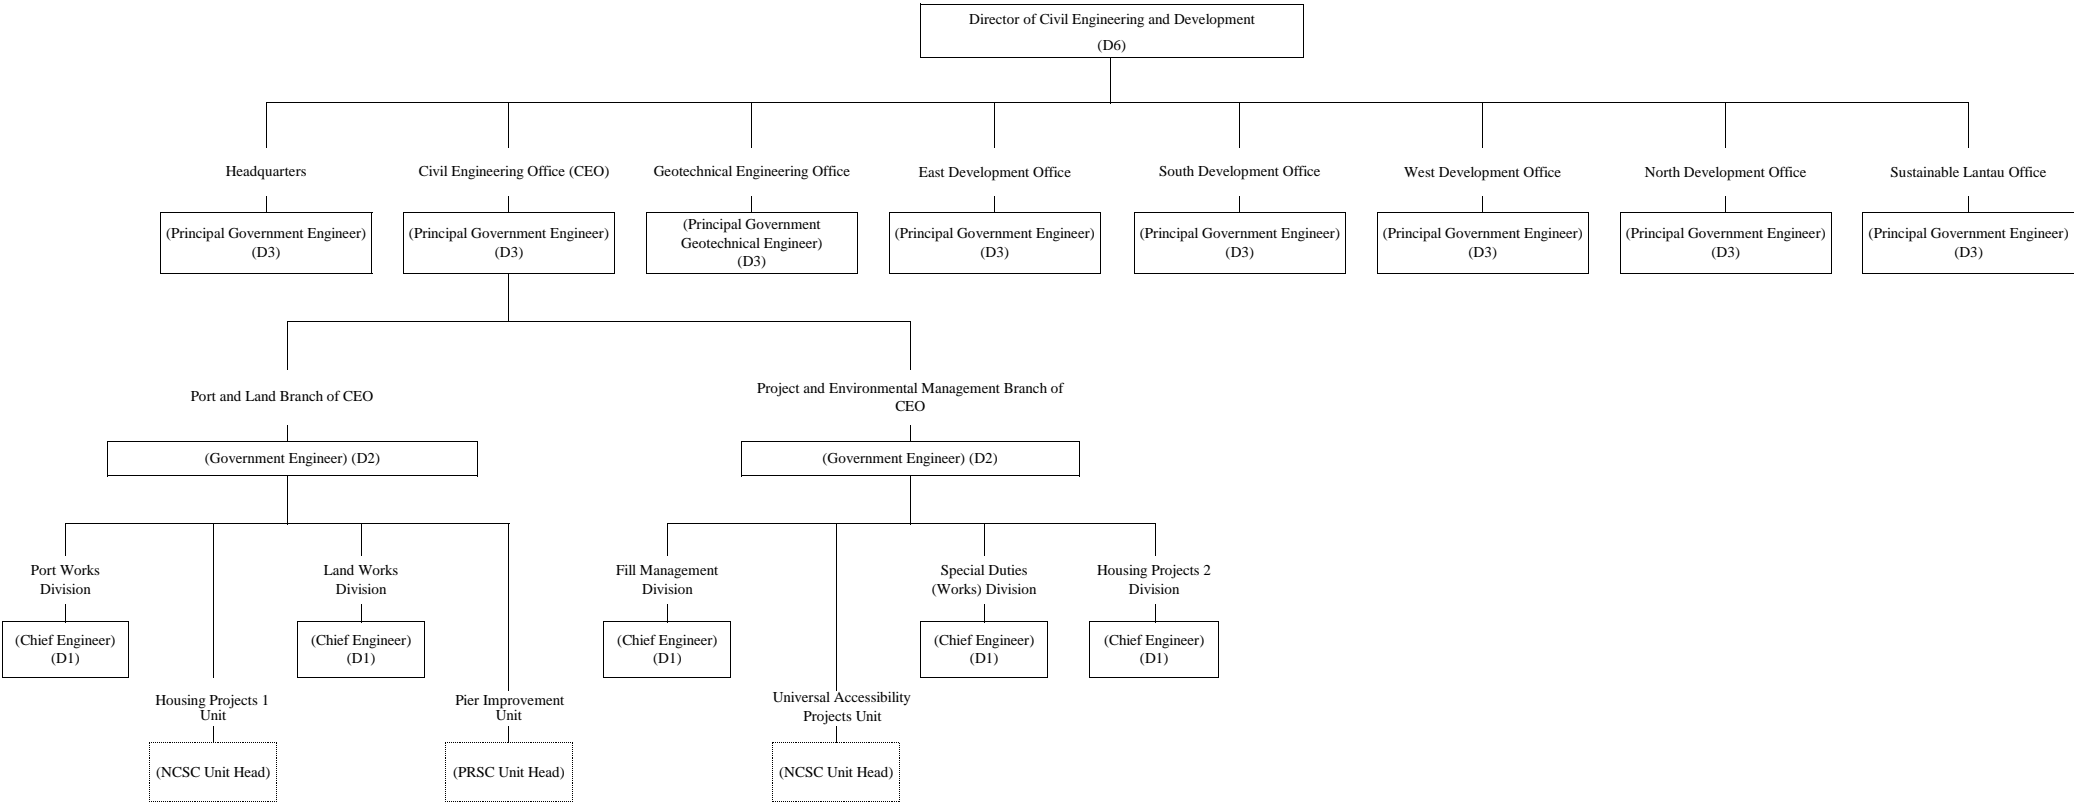 Director of Civil Engineering and Development
(D6)
Headquarters
(Principal Government Engineer)
(D3)
Civil Engineering Office (CEO)
(Principal Government Engineer)
(D3)
Geotechnical Engineering Office
(Principal Government
Geotechnical Engineer)
(D3)
East Development Office
(Principal Government Engineer)
(D3)
South Development Office
(Principal Government Engineer)
(D3)
West Development Office
(Principal Government Engineer)
(D3)
North Development Office
(Principal Government Engineer)
(D3)
Sustainable Lantau Office
(Principal Government Engineer)
(D3)
Port and Land Branch of CEO
(Government Engineer) (D2)
Project and Environmental Management Branch of
CEO
(Government Engineer) (D2)
Port Works
Division
(Chief Engineer)
(D1)
Housing Projects 1
Unit
(NCSC Unit Head)
Land Works
Division
(Chief Engineer)
(D1)
Pier Improvement
Unit
(PRSC Unit Head)
Fill Management
Division
(Chief Engineer)
(D1)
Universal Accessibility
Projects Unit
(NCSC Unit Head)
Special Duties
(Works) Division
(Chief Engineer)
(D1)
Housing Projects 2
Division
(Chief Engineer)
(D1)